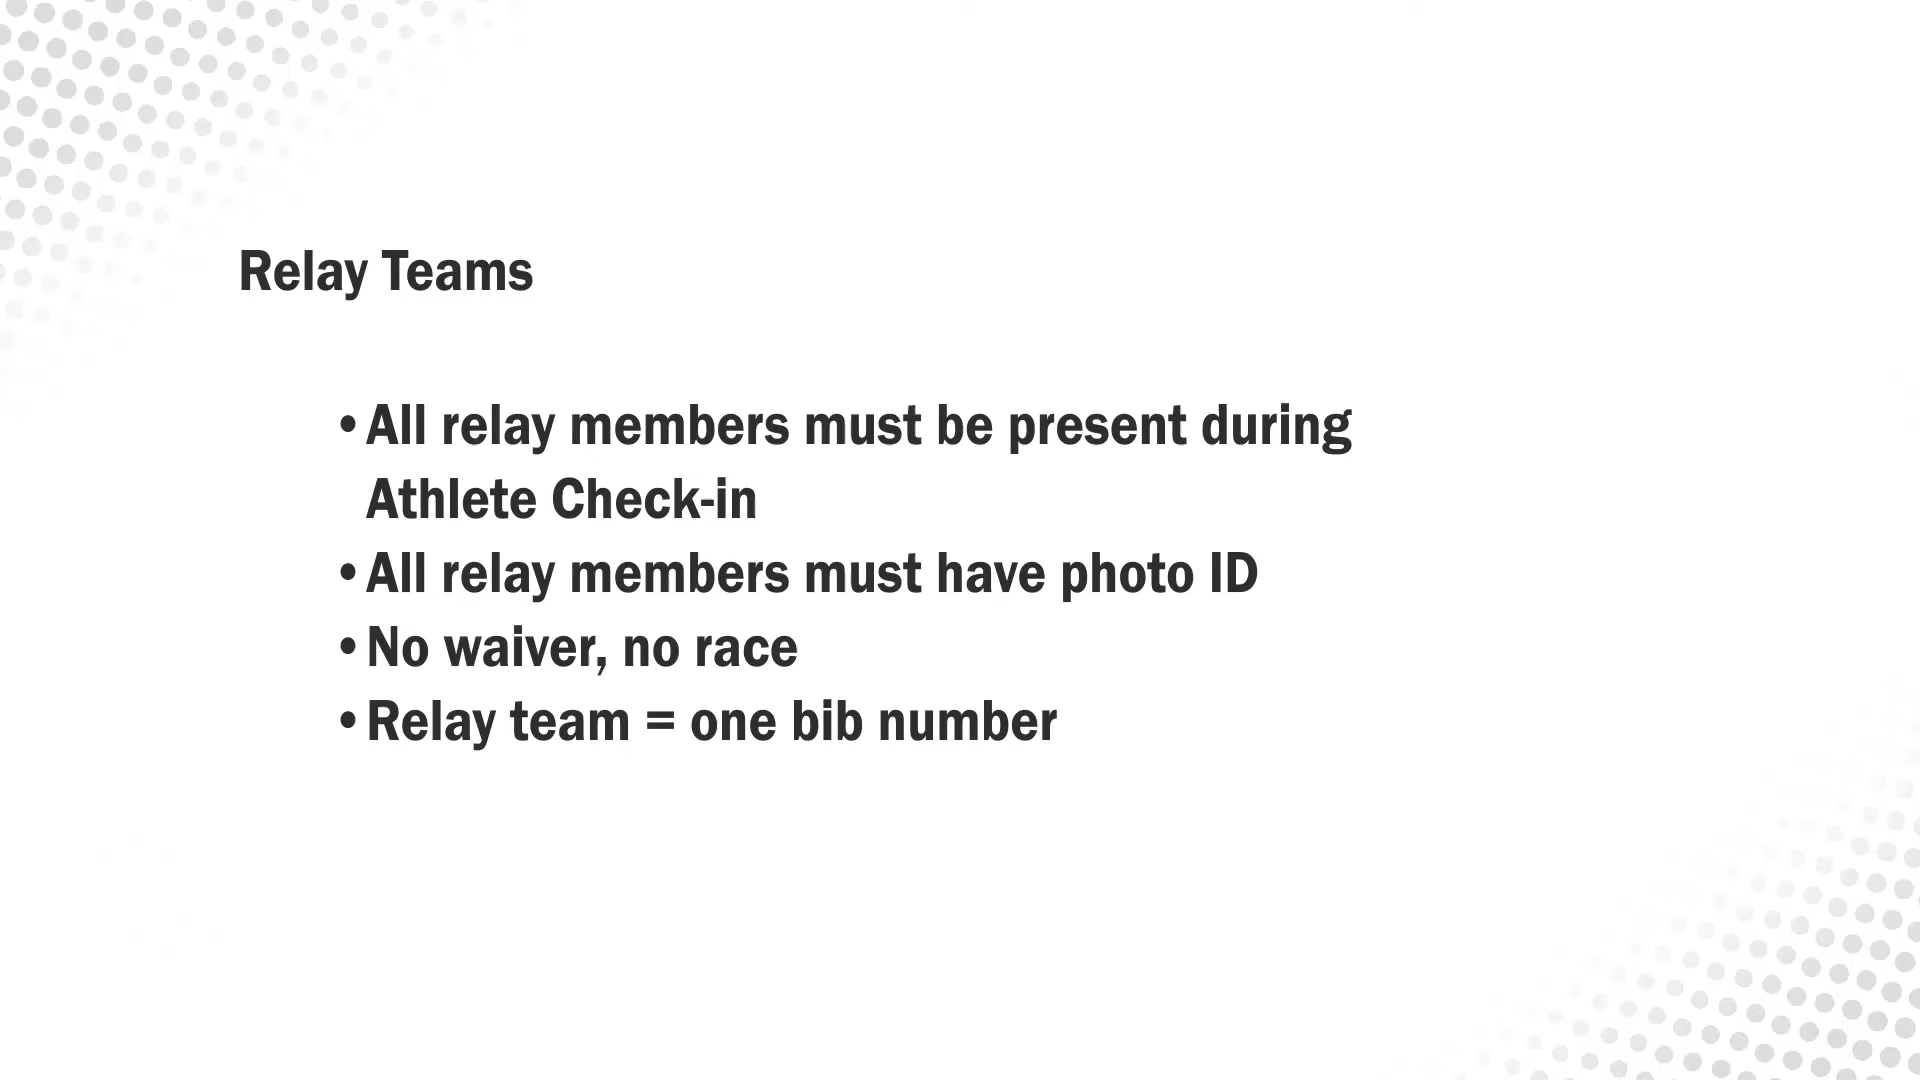 Relay Teams
•All relay members must be present during
Athlete Check-in
•All relay members must have photo ID
•No waiver, no race
•Relay team = one bib number